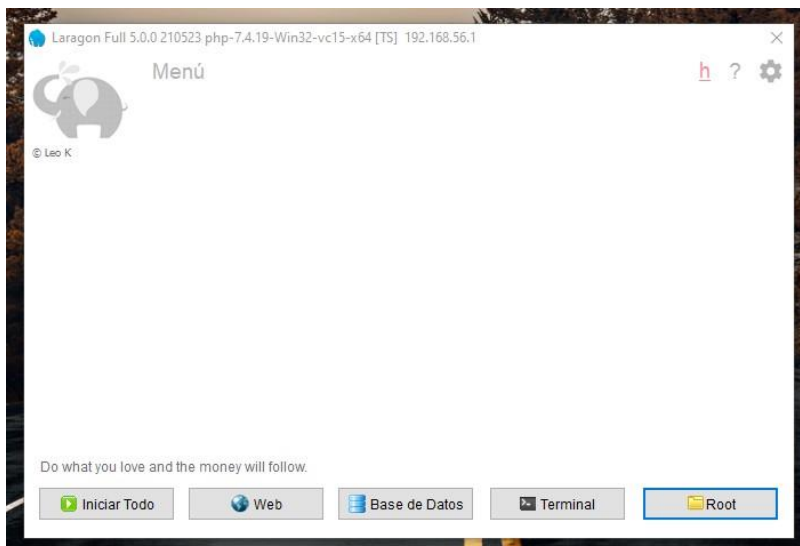 Laragon Full 5.0.0 210523 php-7.4.19-Win32-vc15-x64 [TS] 192.168.56.1
Menú
h ?
© Leo K
Do what you love and the money will follow.
Iniciar Todo
Web
Base de Datos
Terminal
Root